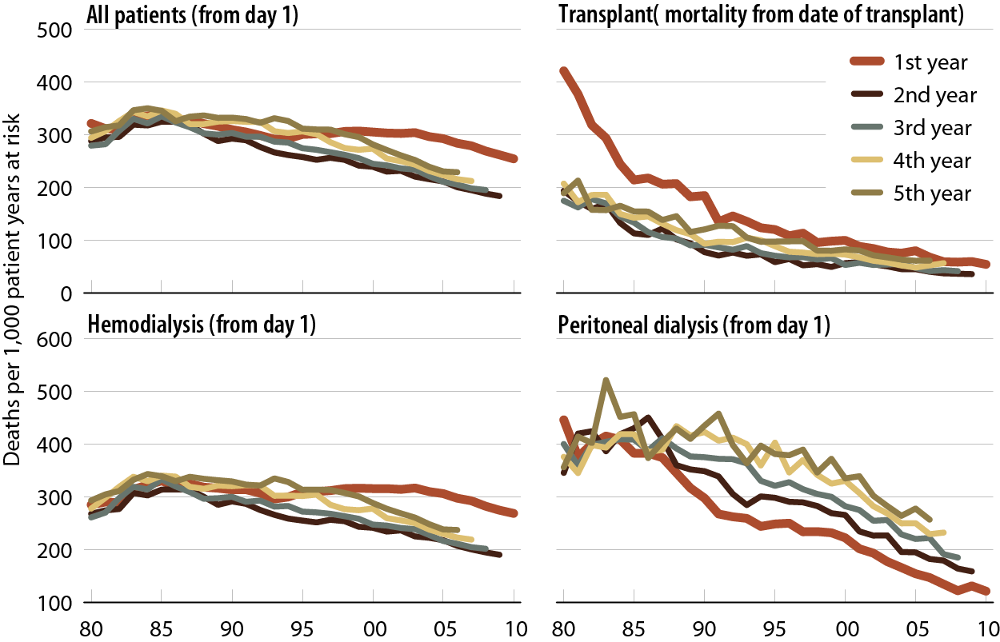 Deaths per 1,000 patient years at risk
All patients (from day 1)
500
400
300
200
100
0
80 85 90 95 00 05 10
Transplant( mortality from date of transplant)
1st year
2nd year
3rd year
4th year
5th year
Hemodialysis (from day 1)
600
500
400
300
200
100
Peritoneal dialysis (from day 1)
80 85 90 95 00 05 10